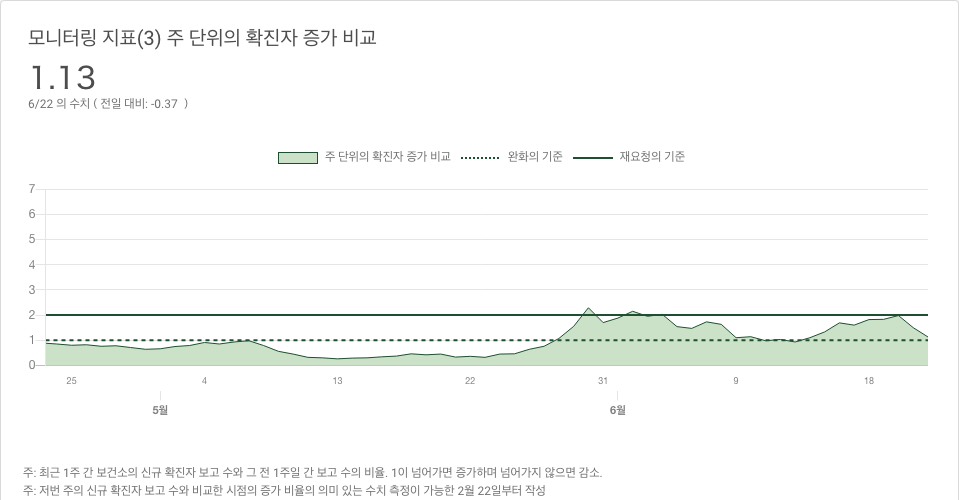 모니터링 지표(3) 주 단위의 확진자 증가 비교
1.13
6/22 의 수치 ( 전일 대비: -0.37 )
주 단위의 확진자 증가 비교 완화의 기준 재요청의 기준
7
6
5
4
3
2
1
0
25 4 13 22 31 9 18
5월 6월
주: 최근 1주 간 보건소의 신규 확진자 보고 수와 그 전 1주일 간 보고 수의 비율. 1이 넘어가면 증가하며 넘어가지 않으면 감소.
주: 저번 주의 신규 확진자 보고 수와 비교한 시점의 증가 비율의 의미 있는 수치 측정이 가능한 2월 22일부터 작성